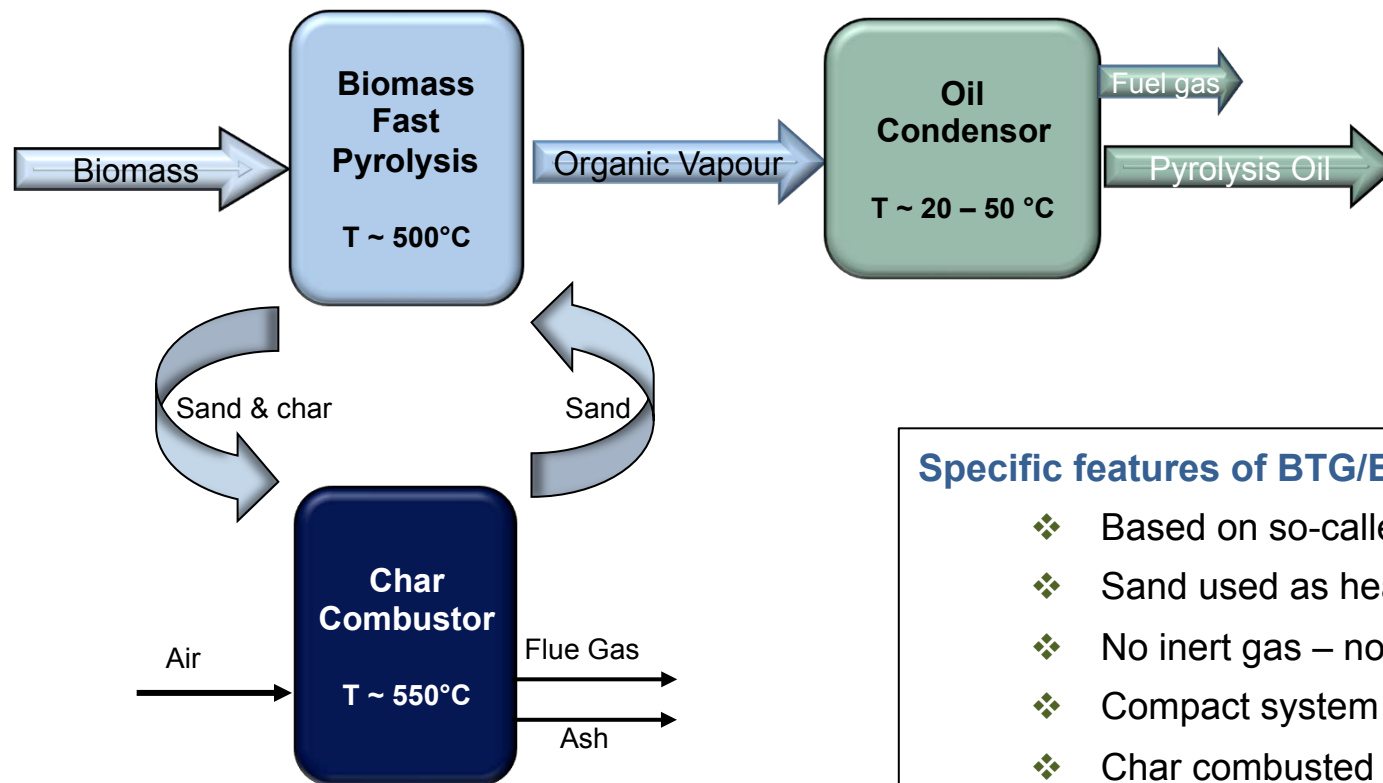 Biomass
Fast
Pyrolysis
T ~ 500°C
Oil
Condensor
T ~ 20 – 50 °C
Fuel gas
Biomass
Organic Vapour
Pyrolysis Oil
Sand & char
Sand
Char
Combustor
T ~ 550°C
Air
Flue Gas
Ash
Specific features of BTG/
❖ Based on so-calle
❖ Sand used as hea
❖ No inert gas – no
❖ Compact system
❖ Char combusted